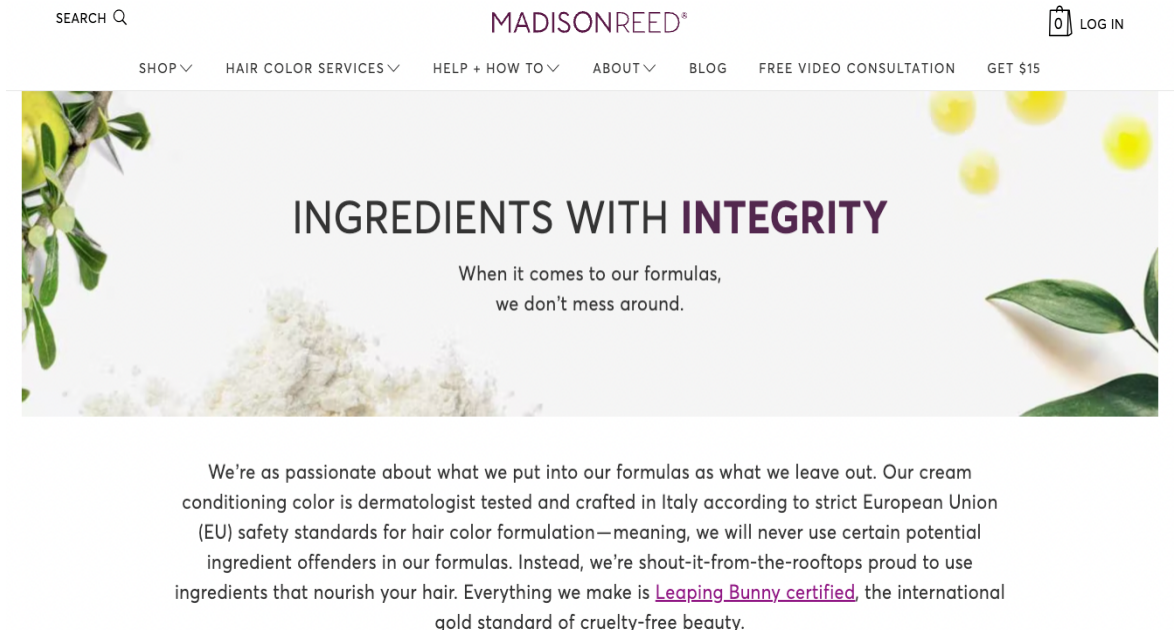 SEARCH
MADISONREED®
0 LOG IN
SHOP HAIR COLOR SERVICES HELP + HOW TO ABOUT BLOG FREE VIDEO CONSULTATION GET $15
INGREDIENTS WITH INTEGRITY
When it comes to our formulas,
we don’t mess around.
We’re as passionate about what we put into our formulas as what we leave out. Our cream
conditioning color is dermatologist tested and crafted in Italy according to strict European Union
(EU) safety standards for hair color formulation—meaning, we will never use certain potential
ingredient offenders in our formulas. Instead, we’re shout-it-from-the-rooftops proud to use
ingredients that nourish your hair. Everything we make is Leaping Bunny certified, the international
gold standard of cruelty-free beauty.